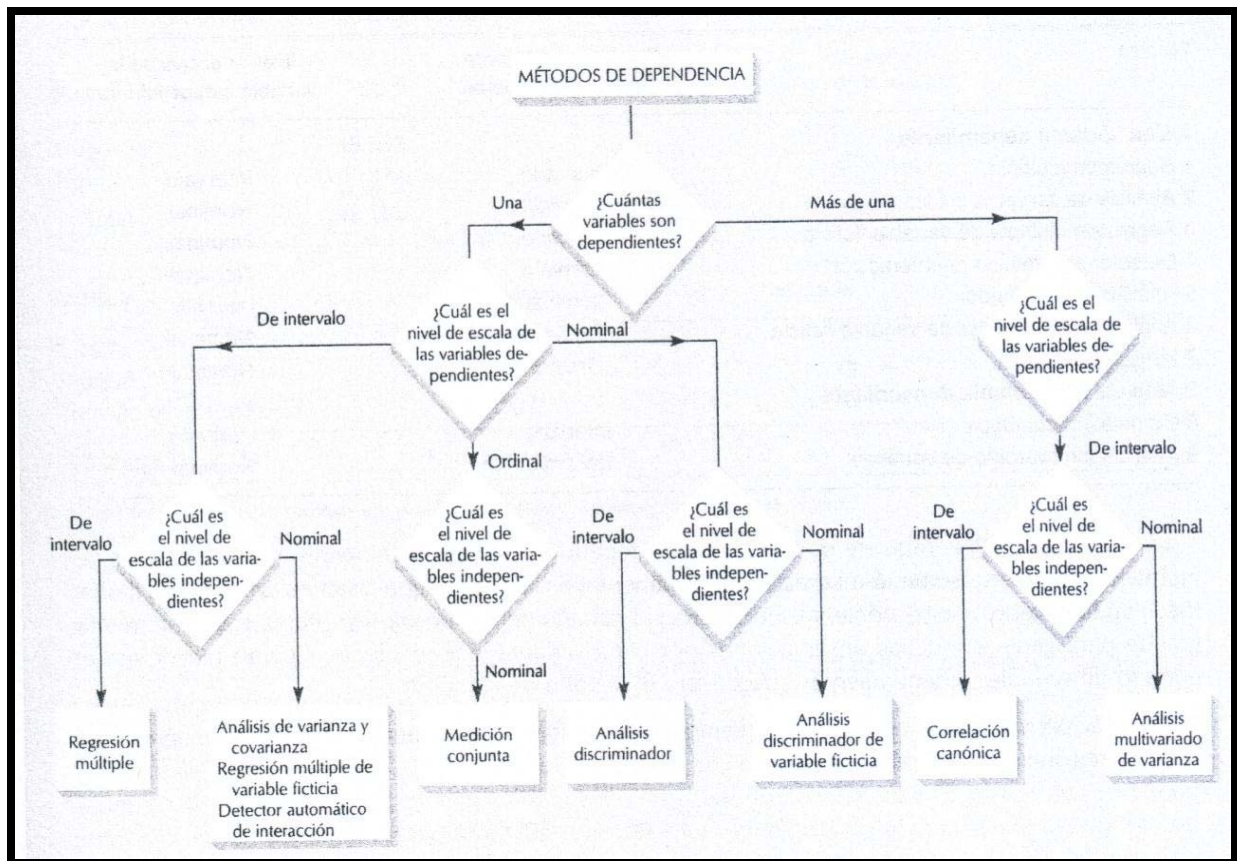 MÉTODOS DE DEPENDENCIA
¿Cuántas
variables son
dependientes?
Una
Más de una
¿Cuál es el
nivel de escala de
las variables de-
pendientes?
De intervalo
Nominal
¿Cuál es el
nivel de escala de
las variables de-
pendientes?
Ordinal
De intervalo
¿Cuál es
el nivel de
escala de las varia-
bles indepen-
dientes?
De
intervalo
Nominal
¿Cuál es
el nivel de
escala de las varia-
bles indepen-
dientes?
Nominal
¿Cuál es
el nivel de
escala de las varia-
bles indepen-
dientes?
De
intervalo
Nominal
¿Cuál es
el nivel de
escala de las varia-
bles indepen-
dientes?
De
intervalo
Nominal
Regresión
múltiple
Análisis de varianza y
covarianza
Regresión múltiple de
variable ficticia
Detector automático
de interacción
Medición
conjunta
Análisis
discriminador
Análisis
discriminador de
variable ficticia
Correlación
canónica
Análisis
multivariado
de varianza